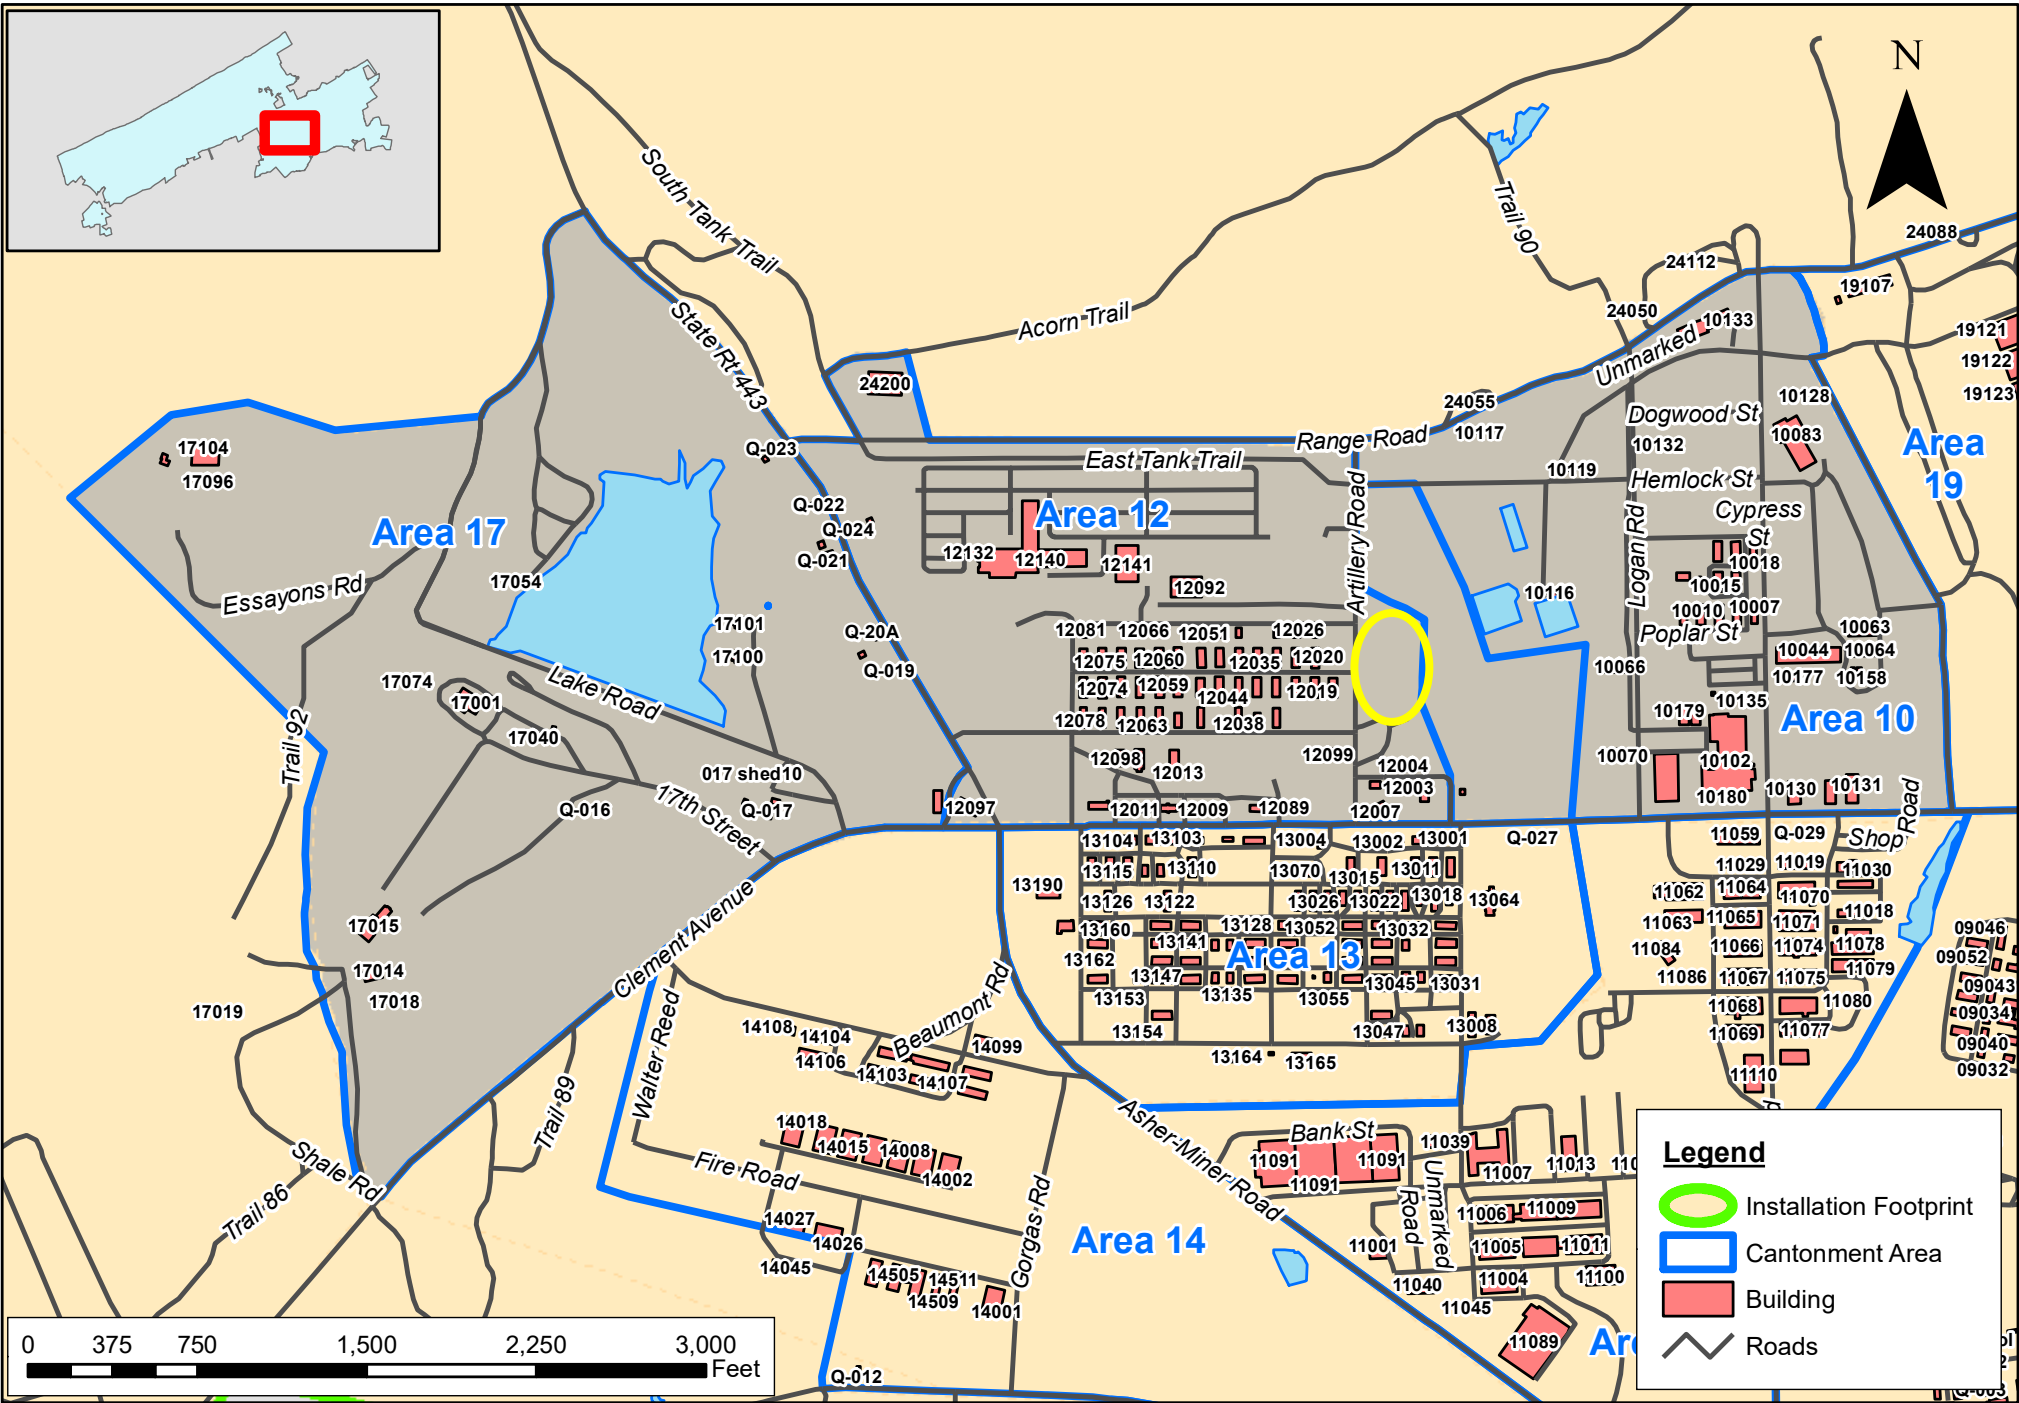 N
South Tank Trail
Trail 90
24088
24112
19107
State Rt 443
Acorn Trail
24050
10133
19121
Unmarked
19122
24200
19123
24055
10128
Dogwood St
10117
Range Road
10132
10083
Area
19
17104
Q-023
East Tank Trail
10119
Hemlock St
17096
Q-022
Area 12
Cypress
St
Area 17
Q-024
Artillery Road
Logan Rd
12132
12140
12141
Q-021
10018
17054
12092
10015
Essayons Rd
10116
10010
10007
17101
Q-20A
12081
12066
12051
12026
Poplar St
10063
17100
12075
12060
12035
12020
10044
10064
Q-019
10066
17074
Lake Road
12074
12059
12044
12019
10177
10158
17001
10135
12078
12063
12038
10179
Area 10
Trail 92
17040
12098
12099
10070
10102
017 shed10
12013
12004
12003
10130
10131
17th Street
Q-016
Q-017
12097
12011
12009
12089
12007
10180
Shop Road
13104
13103
13004
13002
13001
Q-027
11059
Q-029
13115
13110
13070
13015
13011
11029
11019
11030
13190
13126
13122
13026
13022
13018
13064
11062
11064
11070
Clement Avenue
17015
13160
13128
13052
13032
11063
11065
11071
11018
09046
13141
Area 13
11084
11066
11074
11078
09052
13162
17014
13147
13045
13031
11086
11067
11075
11079
09043
17018
13153
13135
13055
11068
11080
09034
17019
Walter Reed
Beaumont Rd
14108
14104
13154
13047
13008
11069
11077
09040
14106
14099
13164
13165
14103
14107
11110
09032
Trail 89
14018
14015
14008
14002
Asher-Miner Road
Bank St
11039
11091
11091
11091
11007
11013
Shale Rd
Fire Road
Trail 86
Gorgas Rd
Unmarked
Road
14027
14026
Area 14
11006
11009
11001
11005
11011
14045
14505
14511
14509
14001
11040
11004
11100
11045
11089
Q-012
Q-003
Legend
Installation Footprint
Cantonment Area
Building
Roads
0 375 750 1,500 2,250 3,000
Feet